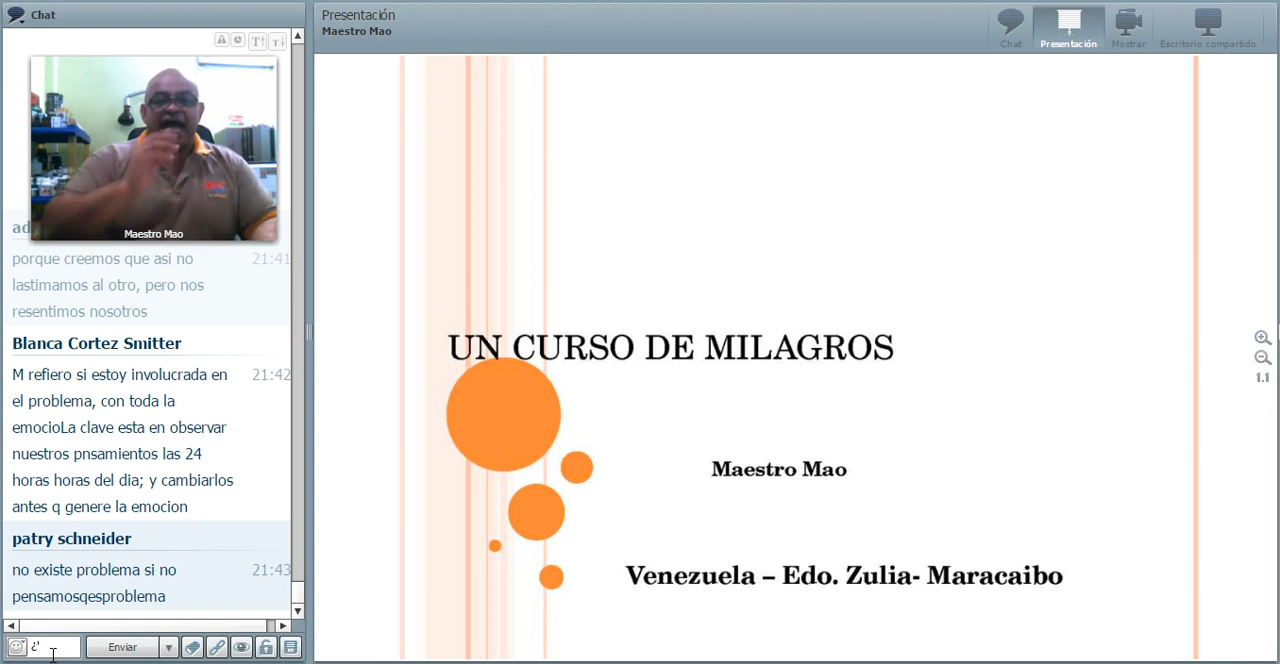 Chat
Maestro Mao
ad
porque creemos que asi no
21:41
lastimamos al otro, pero nos
resentimos nosotros
Blanca Cortez Smitter
M refiero si estoy involucrada en
21:42
el problema, con toda la
emocioLa clave esta en observar
nuestros pnsamientos las 24
horas horas del dia; y cambiarlos
antes q genere la emocion
patry schneider
no existe problema si no
21:43
pensamosqesproblema
¿'
Enviar
Presentación
Maestro Mao
Chat
Presentación
Mostrar
Escritorio compartido
UN CURSO DE MILAGROS
Maestro Mao
Venezuela – Edo. Zulia- Maracaibo
1.1